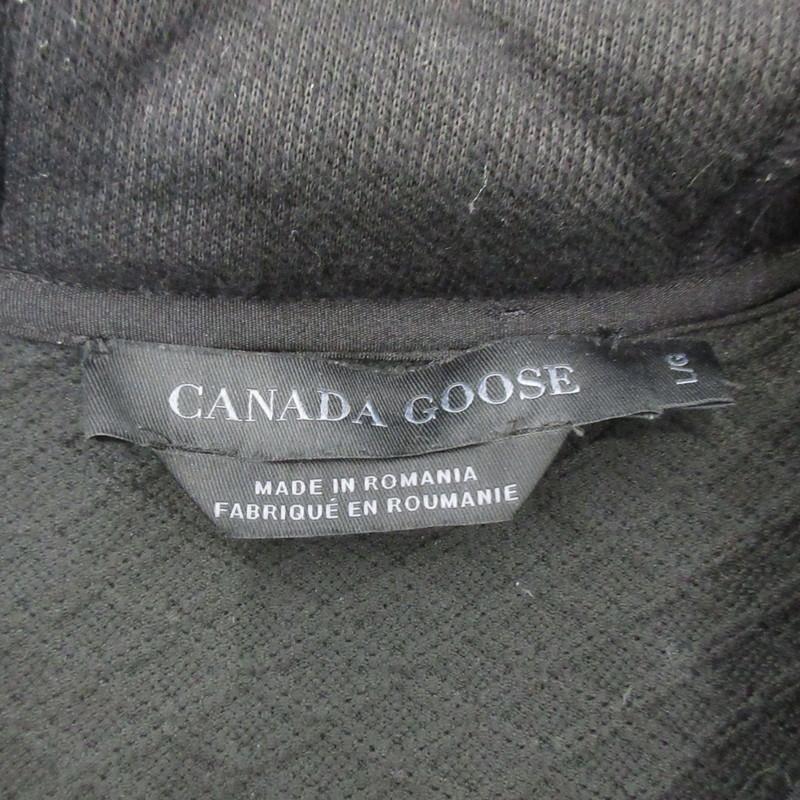 CANADA GOOSE
L/G
MADE IN ROMANIA
FABRIQUÉ EN ROUMANIE